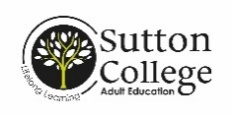 Sutton
College
Adult Education
Lifelong Learning